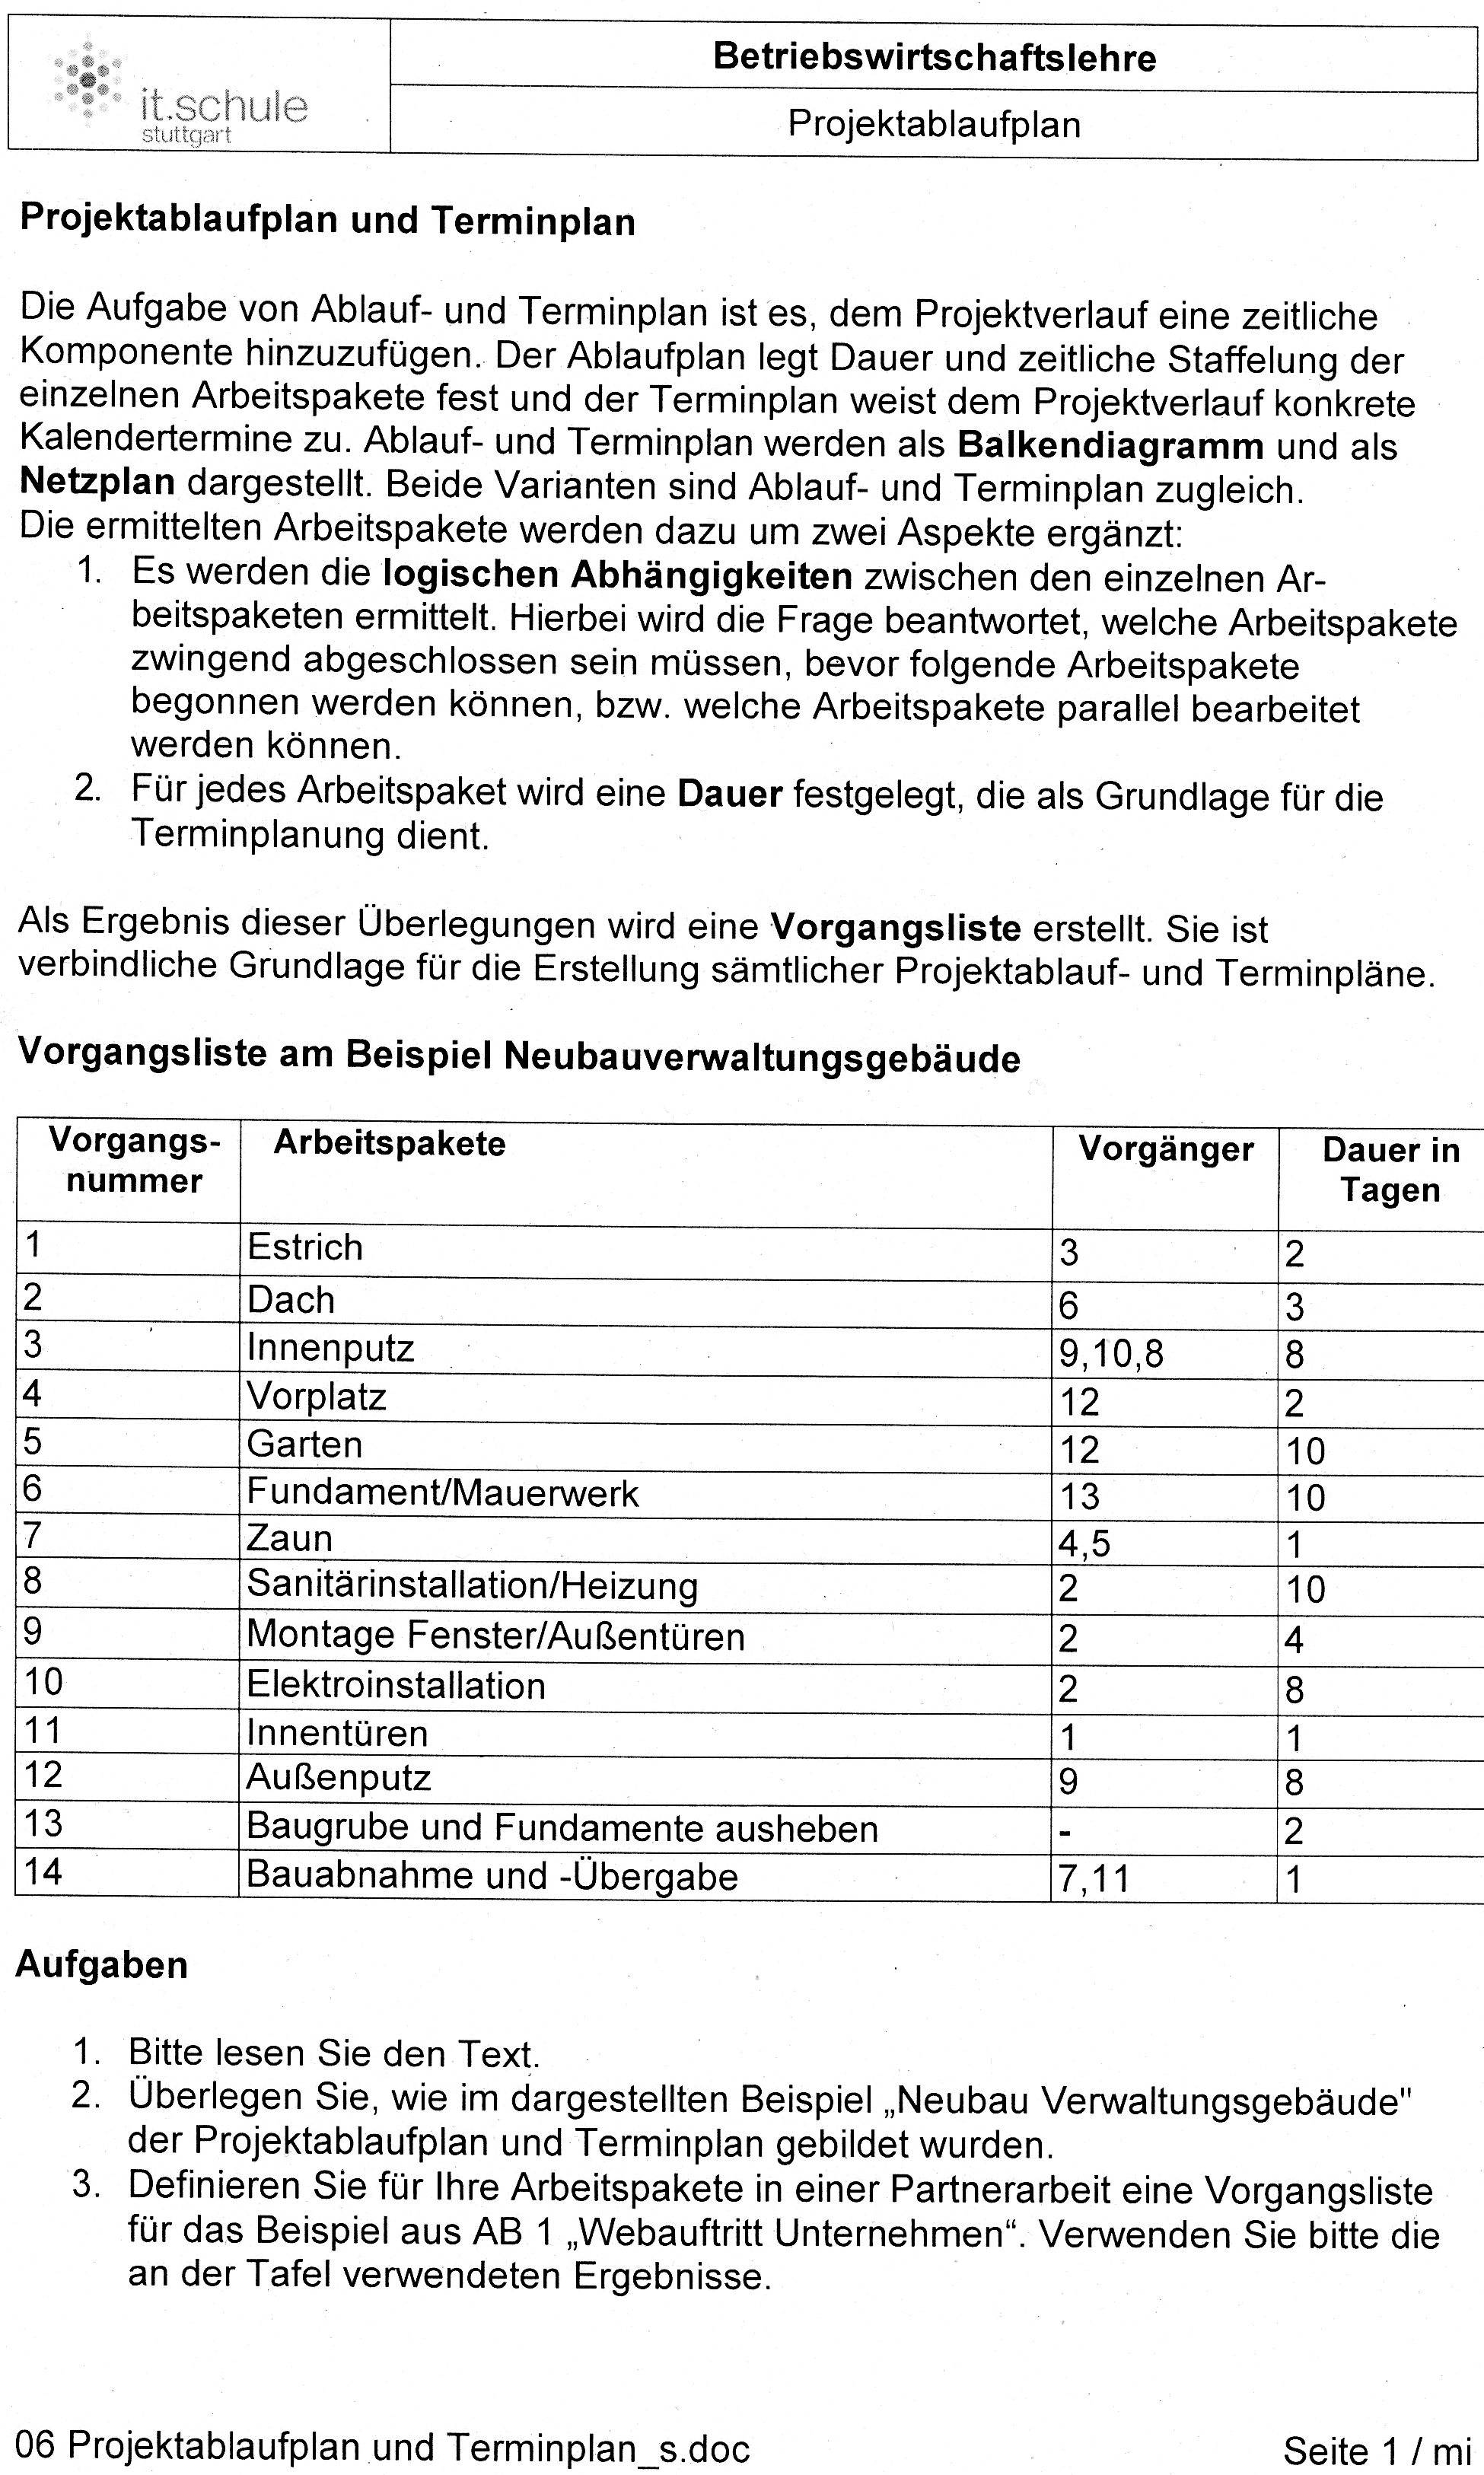 it.schule
stuttgart
Betriebswirtschaftslehre
Projektablaufplan
Projektablaufplan und Terminplan
Die Aufgabe von Ablauf- und Terminplan ist es, dem Projektverlauf eine zeitliche
Komponente hinzuzufügen. Der Ablaufplan legt Dauer und zeitliche Staffelung der
einzelnen Arbeitspakete fest und der Terminplan weist dem Projektverlauf konkrete
Kalendertermine zu. Ablauf- und Terminplan werden als Balkendiagramm und als
Netzplan dargestellt. Beide Varianten sind Ablauf- und Terminplan zugleich.
Die ermittelten Arbeitspakete werden dazu um zwei Aspekte ergänzt:
1. Es werden die logischen Abhängigkeiten zwischen den einzelnen Ar-
beitspaketen ermittelt. Hierbei wird die Frage beantwortet, welche Arbeitspakete
zwingend abgeschlossen sein müssen, bevor folgende Arbeitspakete
begonnen werden können, bzw. welche Arbeitspakete parallel bearbeitet
werden können.
2. Für jedes Arbeitspaket wird eine Dauer festgelegt, die als Grundlage für die
Terminplanung dient.
Als Ergebnis dieser Überlegungen wird eine Vorgangsliste erstellt. Sie ist
verbindliche Grundlage für die Erstellung sämtlicher Projektablauf- und Terminpläne.
Vorgangsliste am Beispiel Neubauverwaltungsgebäude
Vorgangs- Arbeitspakete Vorgänger Dauer in
nummer Tagen
1 Estrich 3 2
2 Dach 6 3
3 Innenputz 9,10,8 8
4 Vorplatz 12 2
5 Garten 12 10
6 Fundament/Mauerwerk 13 10
7 Zaun 4,5 1
8 Sanitärinstallation/Heizung 2 10
9 Montage Fenster/Außentüren 2 4
10 Elektroinstallation 2 8
11 Innentüren 1 1
12 Außenputz 9 8
13 Baugrube und Fundamente ausheben - 2
14 Bauabnahme und -Übergabe 7,11 1
Aufgaben
1. Bitte lesen Sie den Text.
2. Überlegen Sie, wie im dargestellten Beispiel „Neubau Verwaltungsgebäude"
der Projektablaufplan und Terminplan gebildet wurden.
3. Definieren Sie für Ihre Arbeitspakete in einer Partnerarbeit eine Vorgangsliste
für das Beispiel aus AB 1 „Webauftritt Unternehmen“. Verwenden Sie bitte die
an der Tafel verwendeten Ergebnisse.
06 Projektablaufplan und Terminplan_s.doc Seite 1 / mi